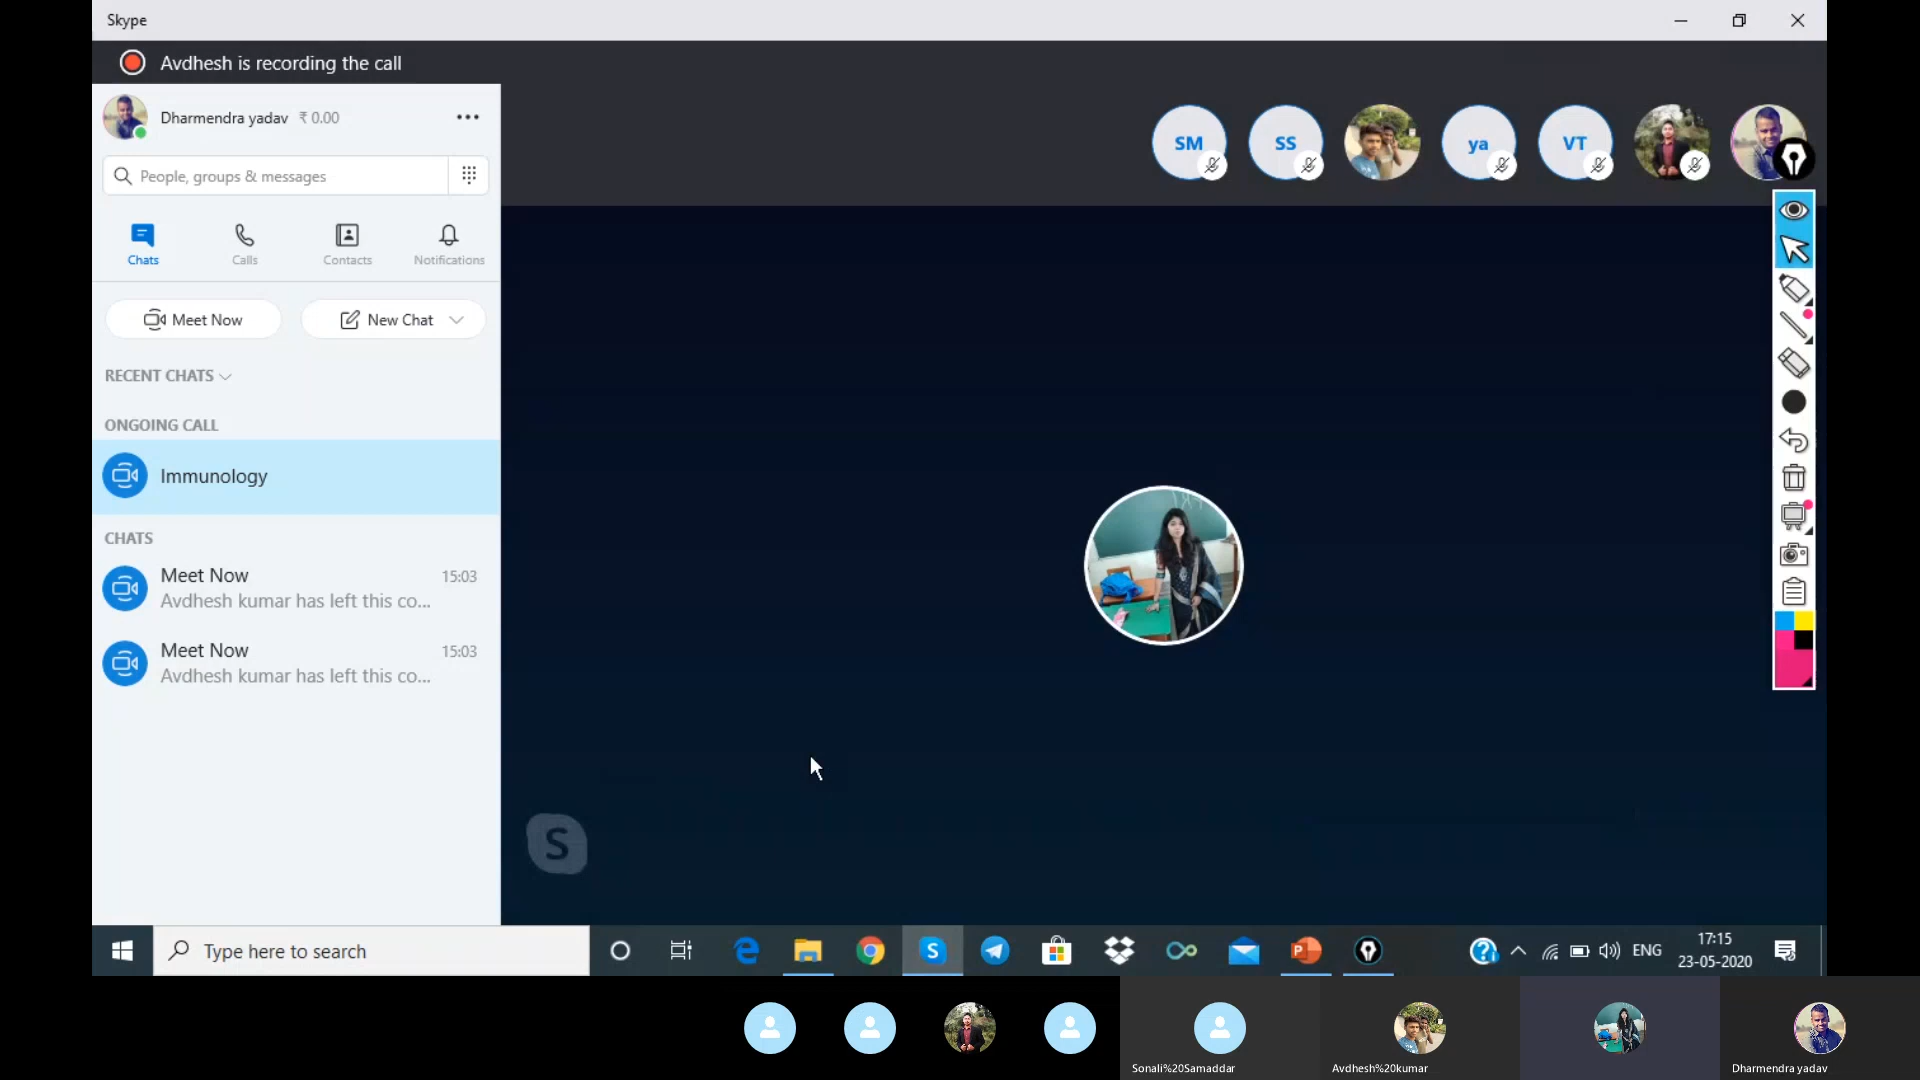 Skype
Avdhesh is recording the call
Dharmendra yadav ₹ 0.00
SM
SS
ya
VT
People, groups & messages
Chats
Calls
Contacts
Notifications
Meet Now
New Chat
RECENT CHATS
ONGOING CALL
Immunology
CHATS
Meet Now 15:03
Avdhesh kumar has left this co...
Meet Now 15:03
Avdhesh kumar has left this co...
S
Type here to search
ENG
17:15
23-05-2020
Sonali%20Samaddar
Avdhesh%20kumar
Dharmendra yadav